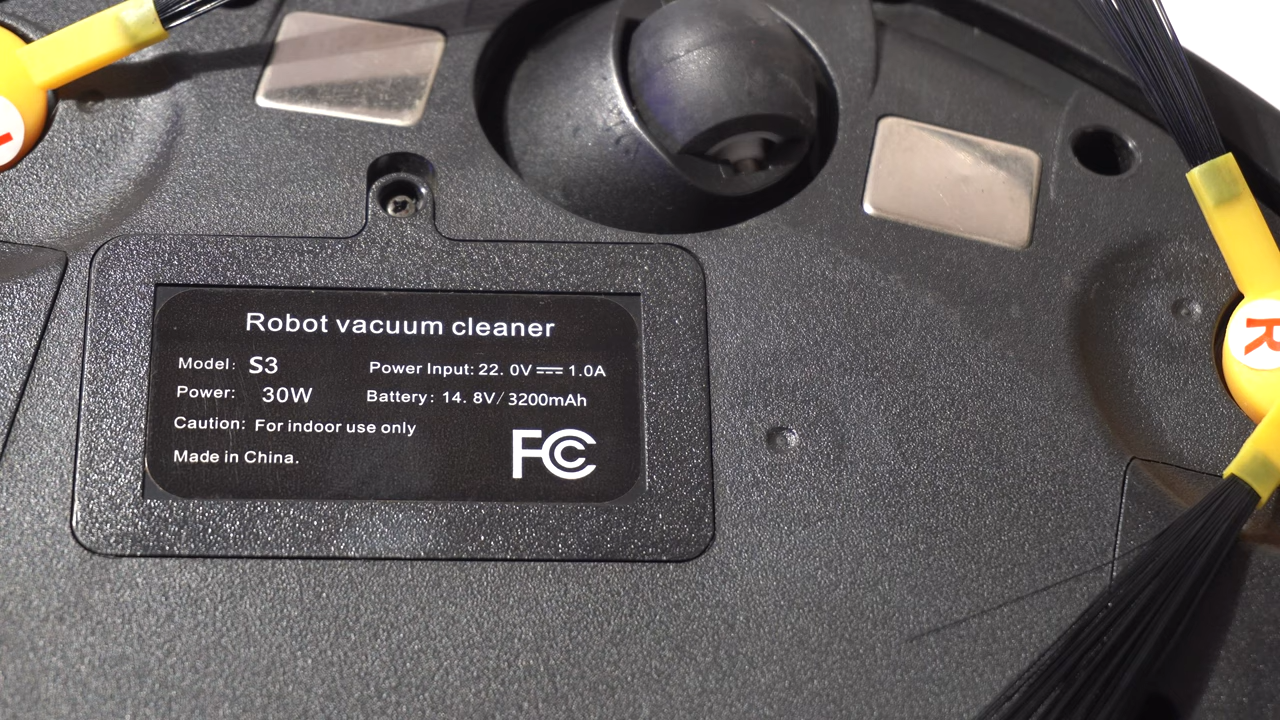 Robot vacuum cleaner
Model: S3
Power Input: 22. 0V ⎓ 1.0A
Power: 30W
Battery: 14. 8V/3200mAh
Caution: For indoor use only
Made in China.
FC
L
R